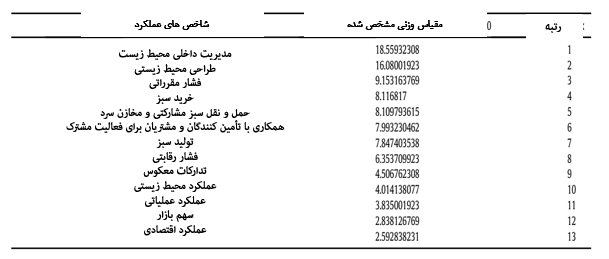 رتبه	مقیاس وزنی مشخص شده	شاخص های عملکرد
1	18.55932308	مدیریت داخلی محیط زیست
2	16.08001923	طراحی محیط زیستی
3	9.153163769	فشار مقرراتی
4	8.116817	خرید سبز
5	8.109793615	حمل و نقل سبز مشارکتی و مخازن سرد
6	7.993230462	همکاری با تأمین کنندگان و مشتریان برای فعالیت مشترک
7	7.847403538	تولید سبز
8	6.353709923	فشار رقابتی
9	4.506762308	تدارکات معکوس
10	4.014138077	عملکرد محیط زیستی
11	3.835001923	عملکرد عملیاتی
12	2.838126769	سهم بازار
13	2.592838231	عملکرد اقتصادی